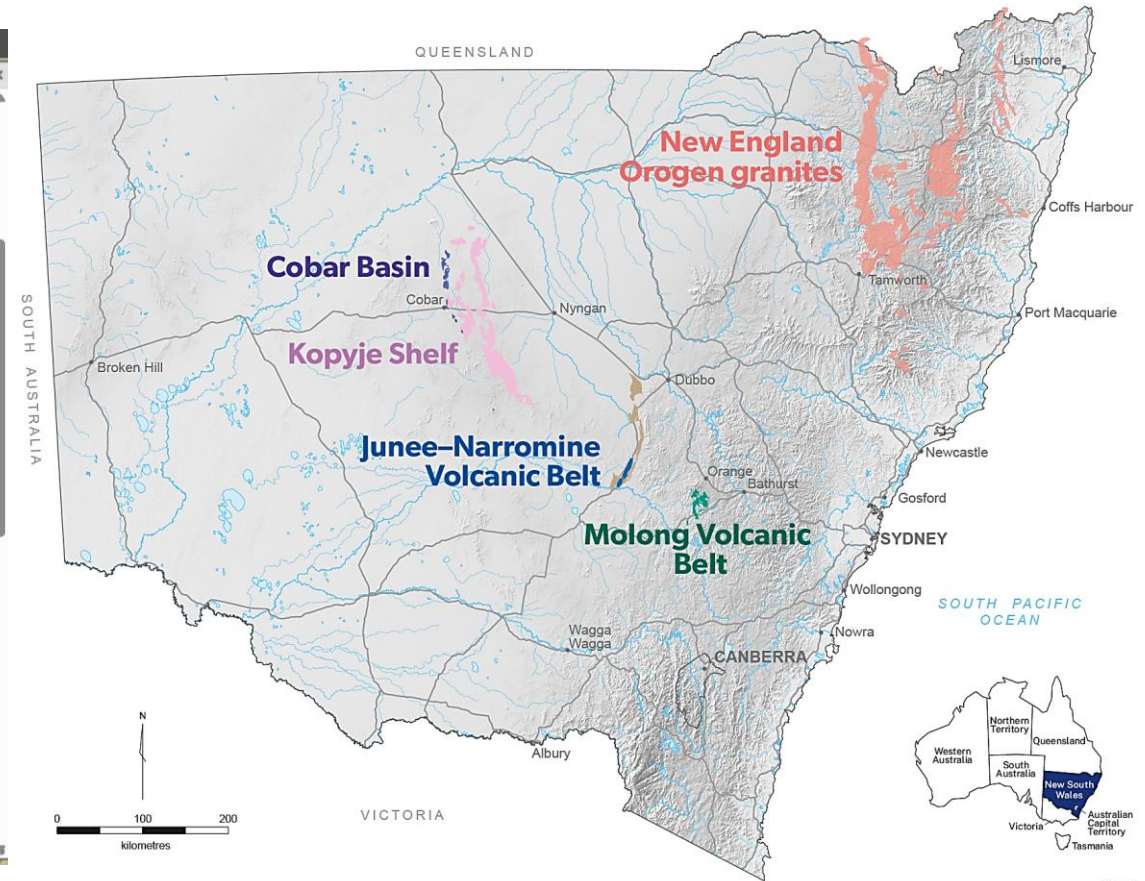 QUEENSLAND
Lismore
New England
Orogen granites
Coffs Harbour
Cobar Basin
Tamworth
Cobar
Nyngan
Port Macquarie
SOUTH AUSTRALIA
Kopyje Shelf
Broken Hill
Dubbo
Junee–Narromine
Volcanic Belt
Newcastle
Orange
Bathurst
Gosford
Molong Volcanic
Belt
SYDNEY
Wollongong
SOUTH PACIFIC
OCEAN
Wagga
Wagga
Nowra
CANBERRA
N
Albury
0 100 200
kilometres
VICTORIA
Northern
Territory
Queensland
Western
Australia
South
Australia
New South
Wales
Australian
Capital
Territory
Victoria
Tasmania